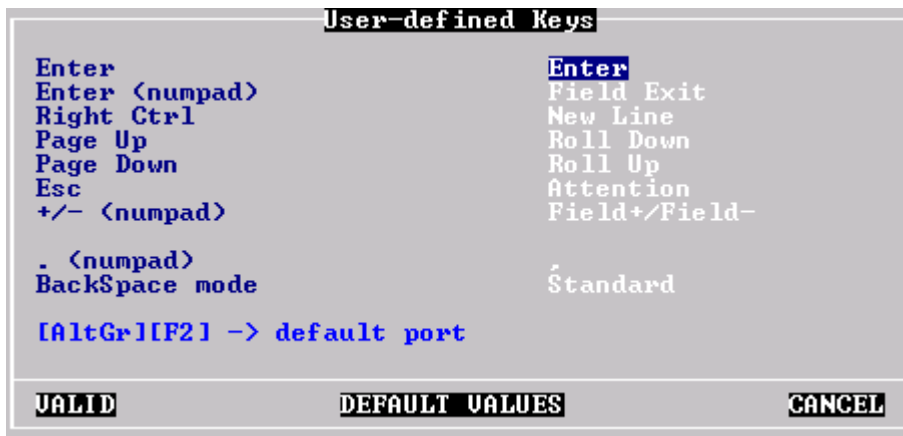 User-defined Keys
Enter Enter
Enter (numpad) Field Exit
Right Ctrl New Line
Page Up Roll Down
Page Down Roll Up
Esc Attention
+/- (numpad) Field+/Field-
. (numpad) ,
BackSpace mode Standard
[AltGr][F2] -> default port
VALID DEFAULT VALUES CANCEL